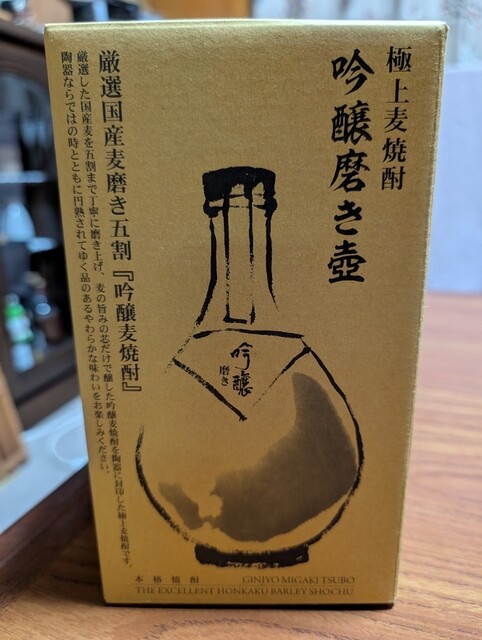 極上麦焼酎
吟醸磨き壺
厳選国産麦磨き五割『吟醸麦焼酎』
厳選した国産麦を五割まで丁寧に磨き上げ、麦の旨みの芯だけで醸した吟醸麦焼酎を陶器に封印した極上麦焼酎です。
陶器ならではの時とともに円熟されてゆく品のあるやわらかな味わいをお楽しみください。
吟醸
磨き
本格焼酎
GINJYO MIGAKI TSUBO
THE EXCELLENT HONKAKU BARLEY SHOCHU